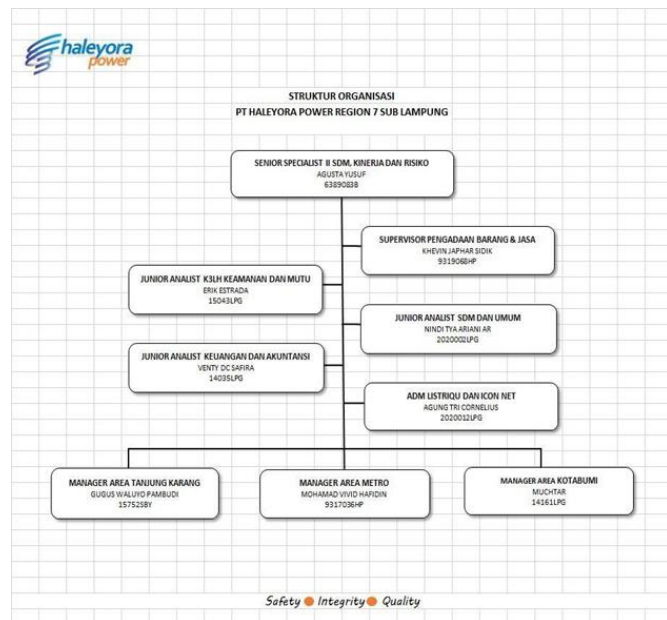 haleyora
power
STRUKTUR ORGANISASI
PT HALEYORA POWER REGION 7 SUB LAMPUNG
SENIOR SPECIALIST II SDM, KINERJA DAN RISIKO
AGUSTA YUSUF
6389083B
SUPERVISOR PENGADAAN BARANG & JASA
KHEVIN JAPHAR SIDIK
9319068HP
JUNIOR ANALIST K3LH KEAMANAN DAN MUTU
ERIK ESTRADA
15043LPG
JUNIOR ANALIST SDM DAN UMUM
NINDI TYA ARIANI AR
2020002LPG
JUNIOR ANALIST KEUANGAN DAN AKUNTANSI
VENTY DC SAFIRA
14035LPG
ADM LISTRIQU DAN ICON NET
AGUNG TRI CORNELIUS
2020012LPG
MANAGER AREA TANJUNG KARANG
GUGUS WALUYO PAMBUDI
15752SBY
MANAGER AREA METRO
MOHAMAD VIVID HAFIDIN
9317036HP
MANAGER AREA KOTABUMI
MUCHTAR
14161LPG
Safety Integrity Quality